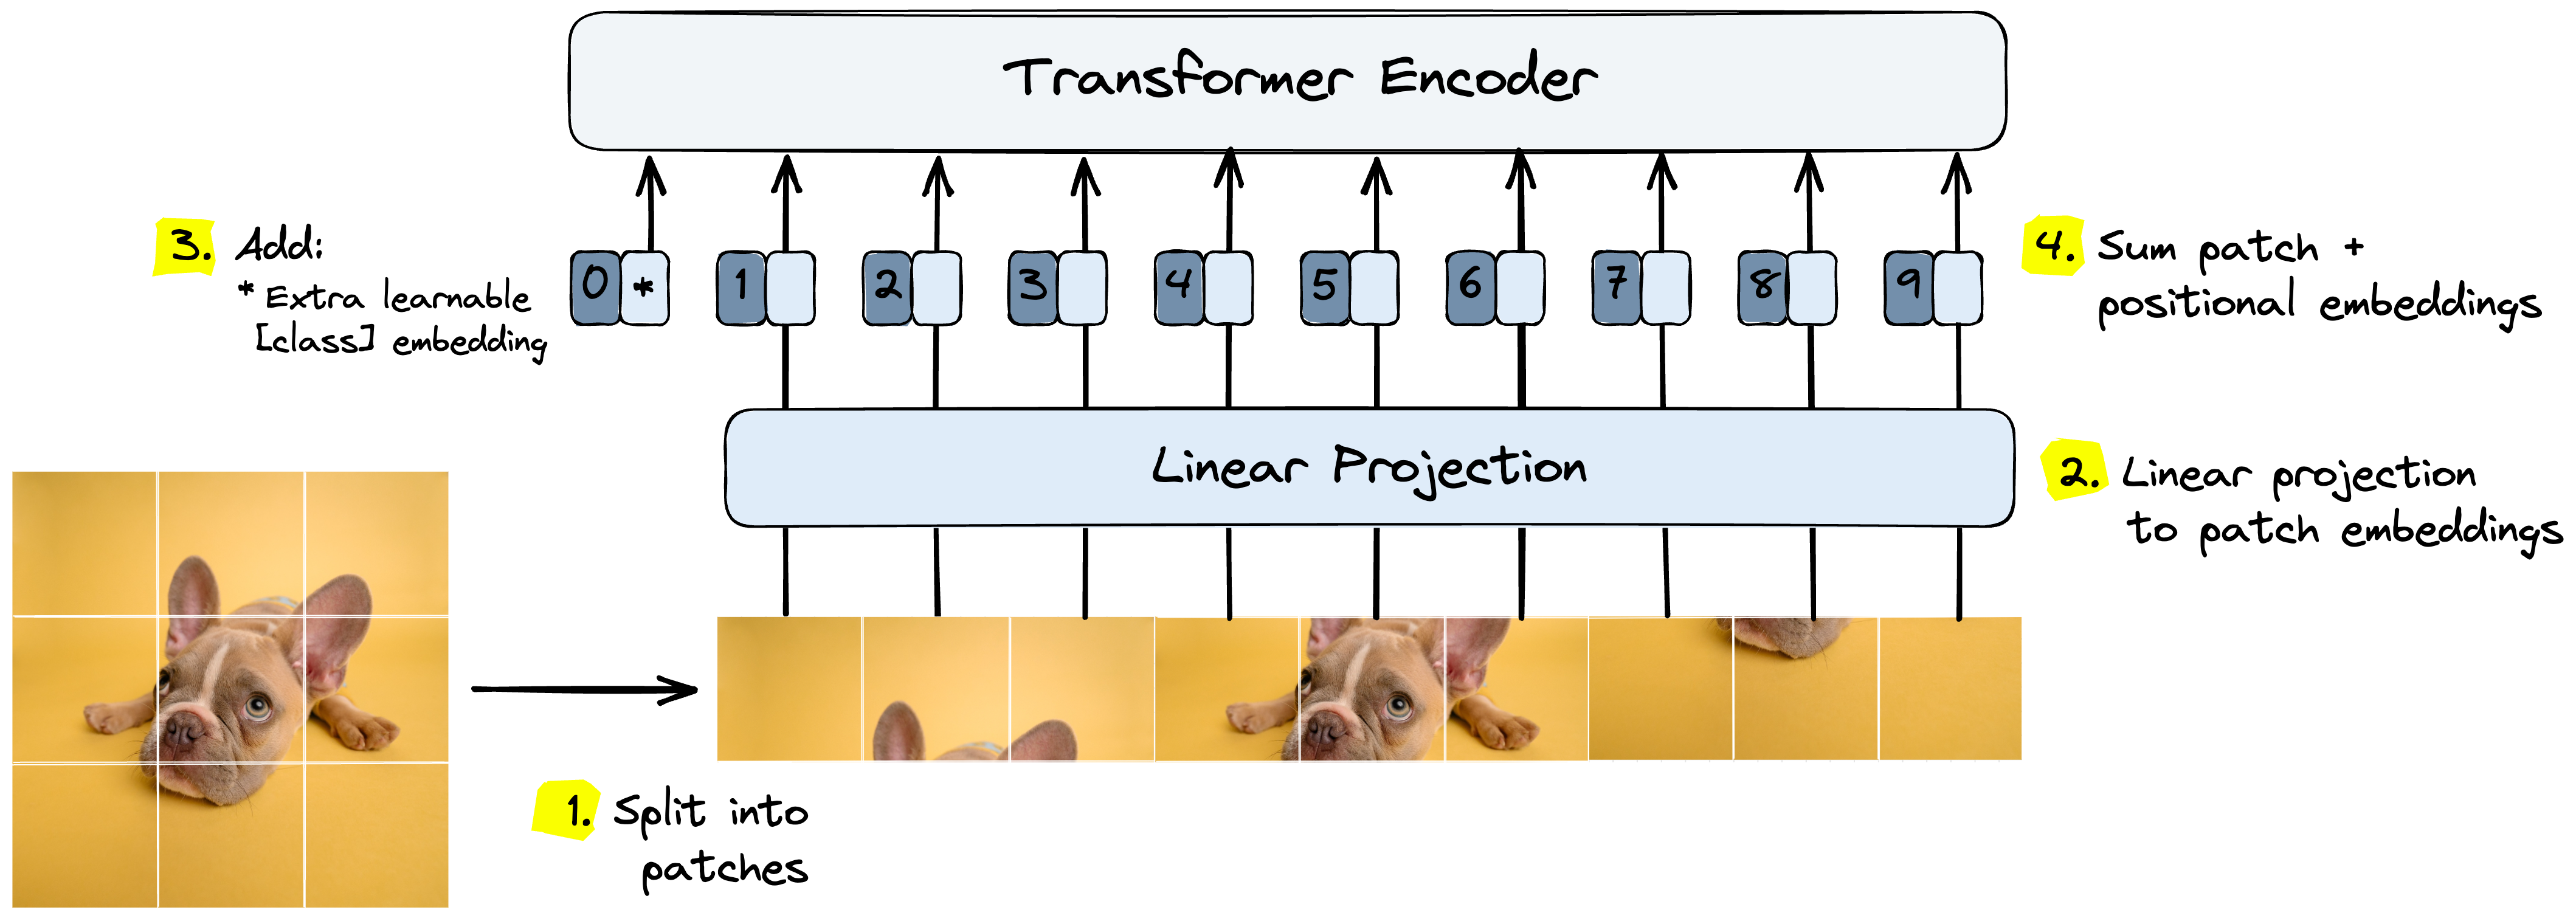 Transformer Encoder
3. Add:
* Extra learnable
[class] embedding
0 * 1 2 3 4 5 6 7 8 9
4. Sum patch +
positional embeddings
Linear Projection
2. Linear projection
to patch embeddings
1. Split into
patches